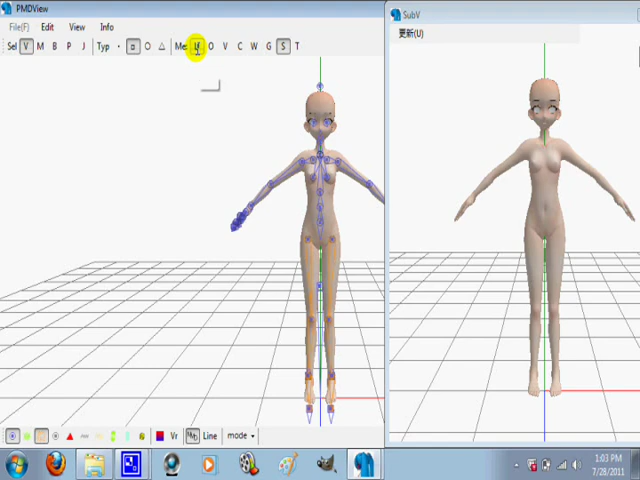 PMDView
File(F) Edit View Info
Sel V M B P J Typ Me O V C W G S T
SubV
更新(U)
Vr Line mode
1:03 PM
7/28/2011